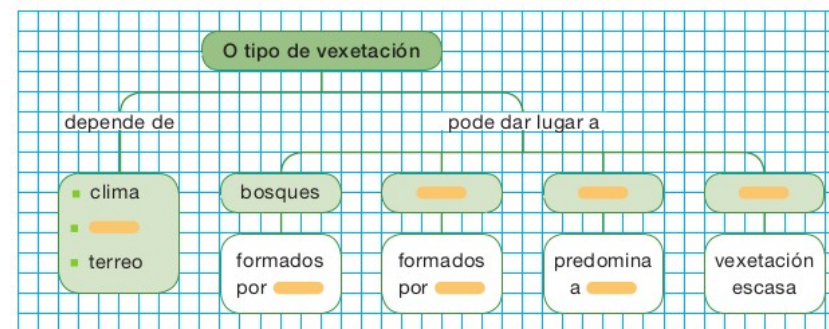 O tipo de vexetación
depende de
pode dar lugar a
clima
terreo
bosques
formados
por
formados
por
predomina
a
vexetación
escasa